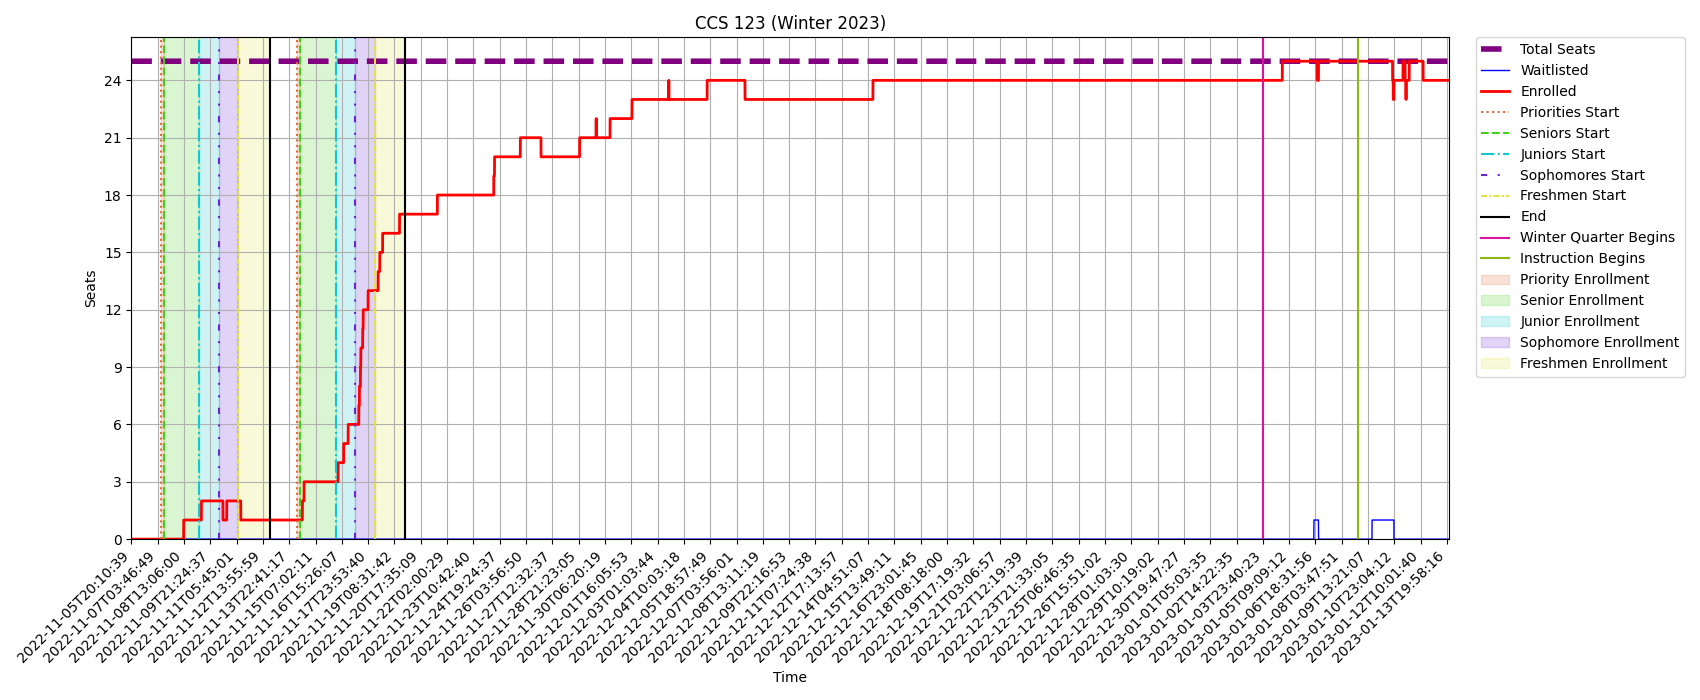 CCS 123 (Winter 2023)
Total Seats
Waitlisted
Enrolled
Priorities Start
Seniors Start
Juniors Start
Sophomores Start
Freshmen Start
End
Winter Quarter Begins
Instruction Begins
Priority Enrollment
Senior Enrollment
Junior Enrollment
Sophomore Enrollment
Freshmen Enrollment
Seats
24
21
18
15
12
9
6
3
0
2022-11-05T20:10:39
2022-11-07T03:46:49
2022-11-08T13:06:00
2022-11-09T21:24:37
2022-11-11T05:45:01
2022-11-12T13:55:59
2022-11-13T22:41:17
2022-11-15T07:02:11
2022-11-16T15:26:07
2022-11-17T23:53:40
2022-11-19T08:31:42
2022-11-20T17:35:09
2022-11-22T02:00:29
2022-11-23T10:42:40
2022-11-24T19:24:37
2022-11-26T03:56:50
2022-11-27T12:32:37
2022-11-28T21:23:05
2022-11-30T06:20:19
2022-12-01T16:05:53
2022-12-03T01:03:44
2022-12-04T10:03:18
2022-12-05T18:57:49
2022-12-07T03:56:01
2022-12-08T13:11:19
2022-12-09T22:16:53
2022-12-11T07:24:38
2022-12-12T17:13:57
2022-12-14T04:51:07
2022-12-15T13:49:11
2022-12-16T23:01:45
2022-12-18T08:18:00
2022-12-19T17:19:32
2022-12-21T03:06:57
2022-12-22T12:19:39
2022-12-23T21:33:05
2022-12-25T06:46:35
2022-12-26T15:51:02
2022-12-28T01:03:30
2022-12-29T10:19:02
2022-12-30T19:47:27
2023-01-01T05:03:35
2023-01-02T14:22:35
2023-01-03T23:40:23
2023-01-05T09:09:12
2023-01-06T18:31:56
2023-01-08T03:47:51
2023-01-09T13:21:07
2023-01-10T23:04:12
2023-01-12T10:01:40
2023-01-13T19:58:16
Time